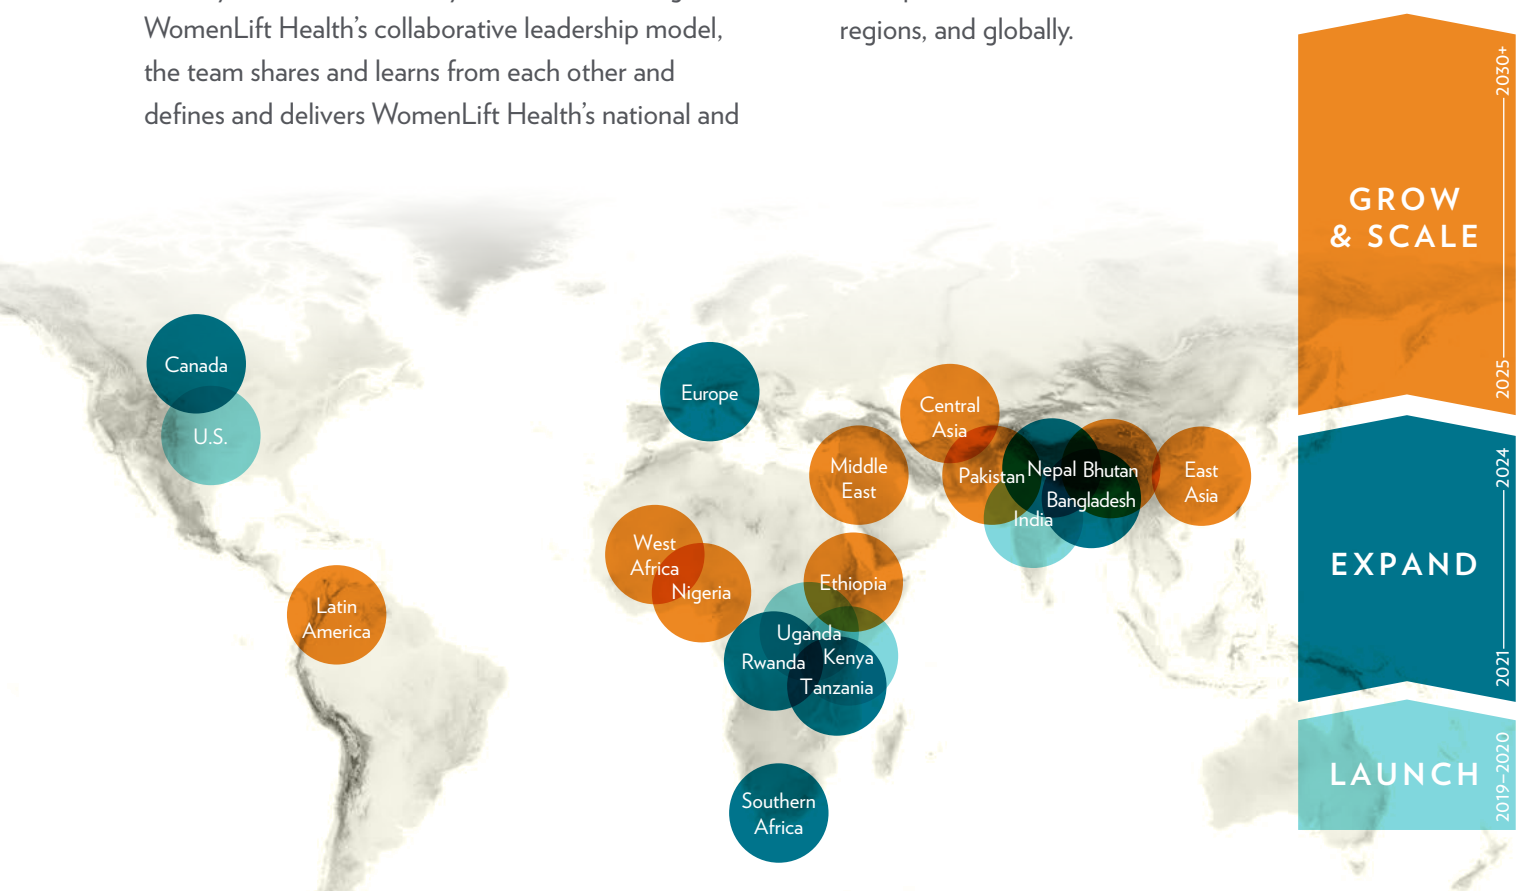 WomenLift Health’s collaborative leadership model,
the team shares and learns from each other and
defines and delivers WomenLift Health’s national and
regions, and globally.
Canada
U.S.
Latin
America
Europe
West
Africa
Nigeria
Middle
East
Ethiopia
Uganda
Rwanda
Kenya
Tanzania
Southern
Africa
Central
Asia
Pakistan
Nepal
Bhutan
Bangladesh
India
East
Asia
2030+
GROW
& SCALE
2025
2024
EXPAND
2021
LAUNCH
2019–2020